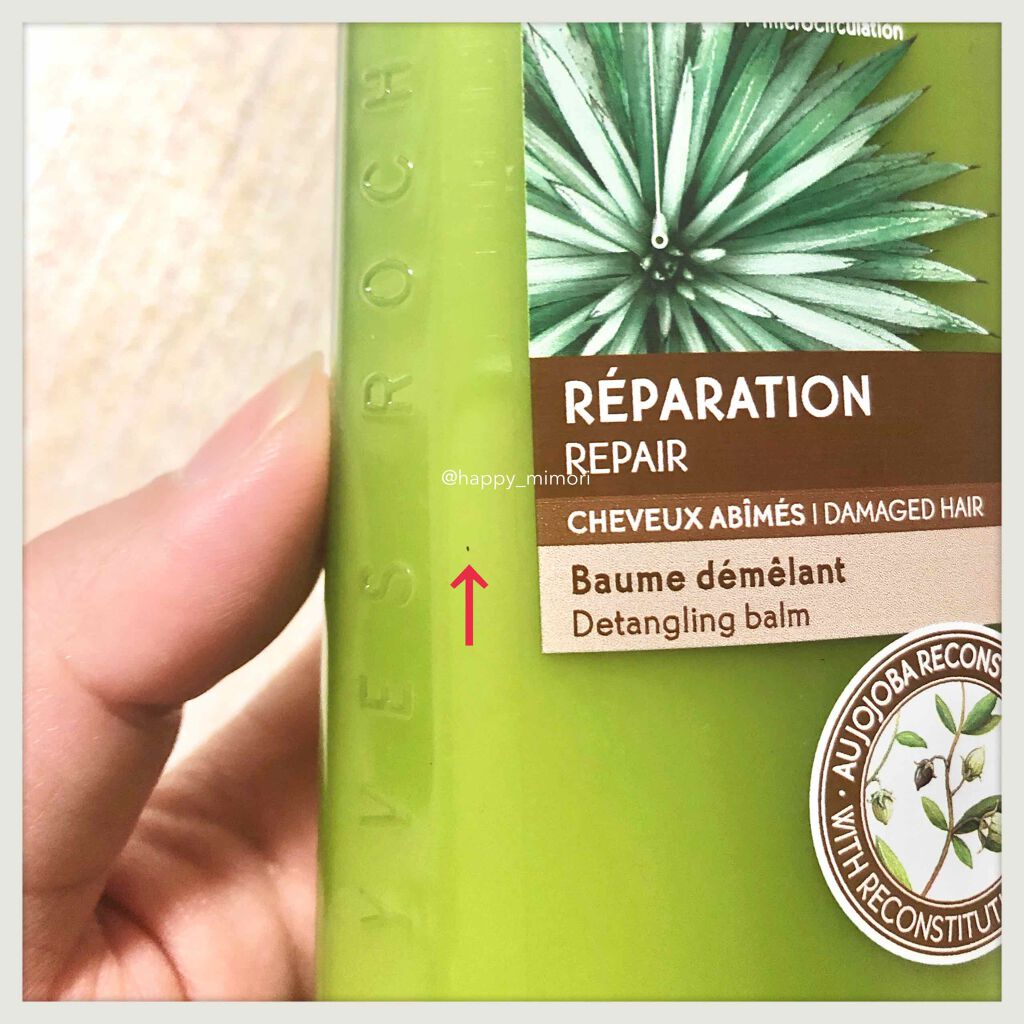 microcirculation
YVES ROCH
RÉPARATION
REPAIR
@happy_mimori
CHEVEUX ABÎMÉS | DAMAGED HAIR
Baume démêlant
Detangling balm
AU JOJOBA RECONS
• WITH RECONSTITUT